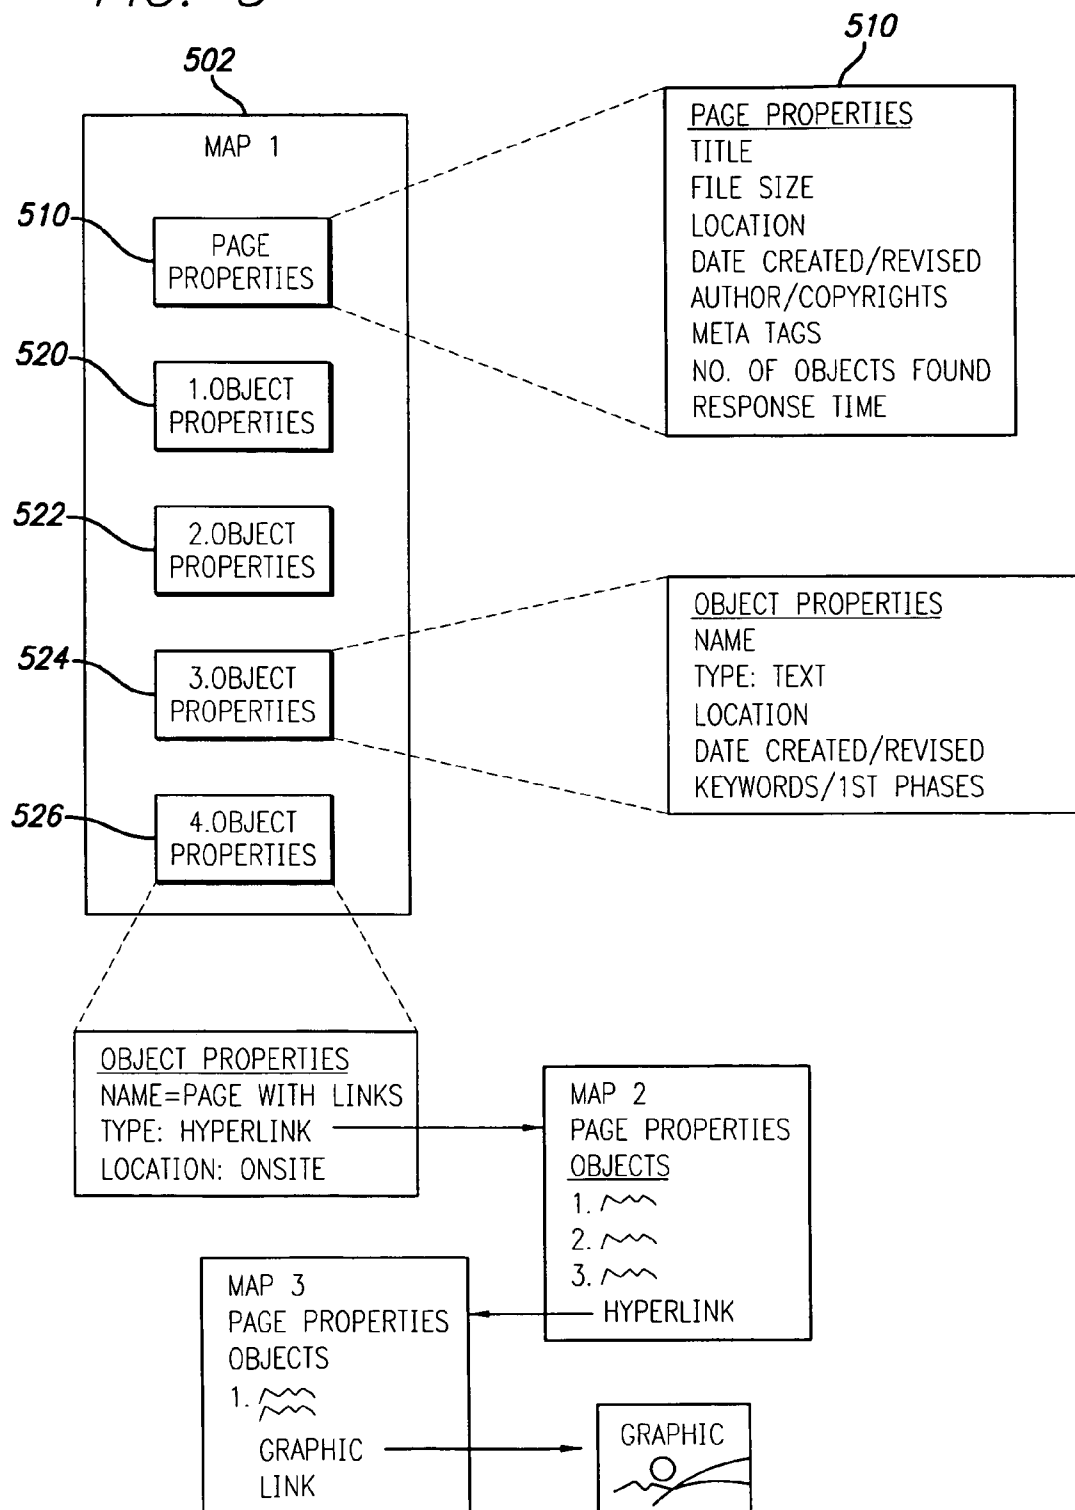 502
510
MAP 1
510
PAGE
PROPERTIES
520
1.OBJECT
PROPERTIES
522
2.OBJECT
PROPERTIES
524
3.OBJECT
PROPERTIES
526
4.OBJECT
PROPERTIES
PAGE PROPERTIES
TITLE
FILE SIZE
LOCATION
DATE CREATED/REVISED
AUTHOR/COPYRIGHTS
META TAGS
NO. OF OBJECTS FOUND
RESPONSE TIME
OBJECT PROPERTIES
NAME
TYPE: TEXT
LOCATION
DATE CREATED/REVISED
KEYWORDS/1ST PHASES
OBJECT PROPERTIES
NAME=PAGE WITH LINKS
TYPE: HYPERLINK
LOCATION: ONSITE
MAP 2
PAGE PROPERTIES
OBJECTS
1.
2.
3.
HYPERLINK
MAP 3
PAGE PROPERTIES
OBJECTS
1.
GRAPHIC
LINK
GRAPHIC